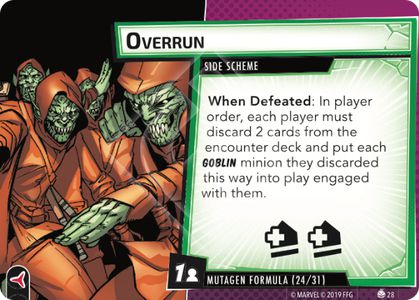 OVERRUN
SIDE SCHEME
When Defeated: In player
order, each player must
discard 2 cards from the
encounter deck and put each
GOBLIN minion they discarded
this way into play engaged
with them.
1
MUTAGEN FORMULA (24/31)
© MARVEL © 2019 FFG 28